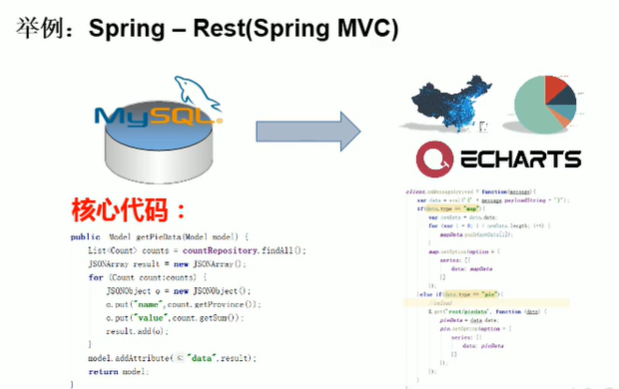 举例：Spring – Rest(Spring MVC)
MySQL
ECHARTS
核心代码：
public Model getPieData(Model model) {
List<Count> counts = countRepository.findAll();
JSONArray result = new JSONArray();
for (Count count:counts) {
JSONObject o = new JSONObject();
o.put("name",count.getProvince());
o.put("value",count.getSum());
result.add(o);
}
model.addAttribute("data",result);
return model;
}
client.onMessageArrived = function(message){
var data = eval("(" + message.payloadString + ")");
if(data.type == "map"){
var oneData = data.data;
for (var i = 0; i < oneData.length; i++) {
mapData.push(oneData[i]);
}
map.setOption(option = {
series: [{
data: mapData
}]
});
}else if(data.type == "pie"){
$.get("rest/piedata", function (data) {
pieData = data.data;
pie.setOption(option = {
series: [{
data: pieData
}]
});
});
}